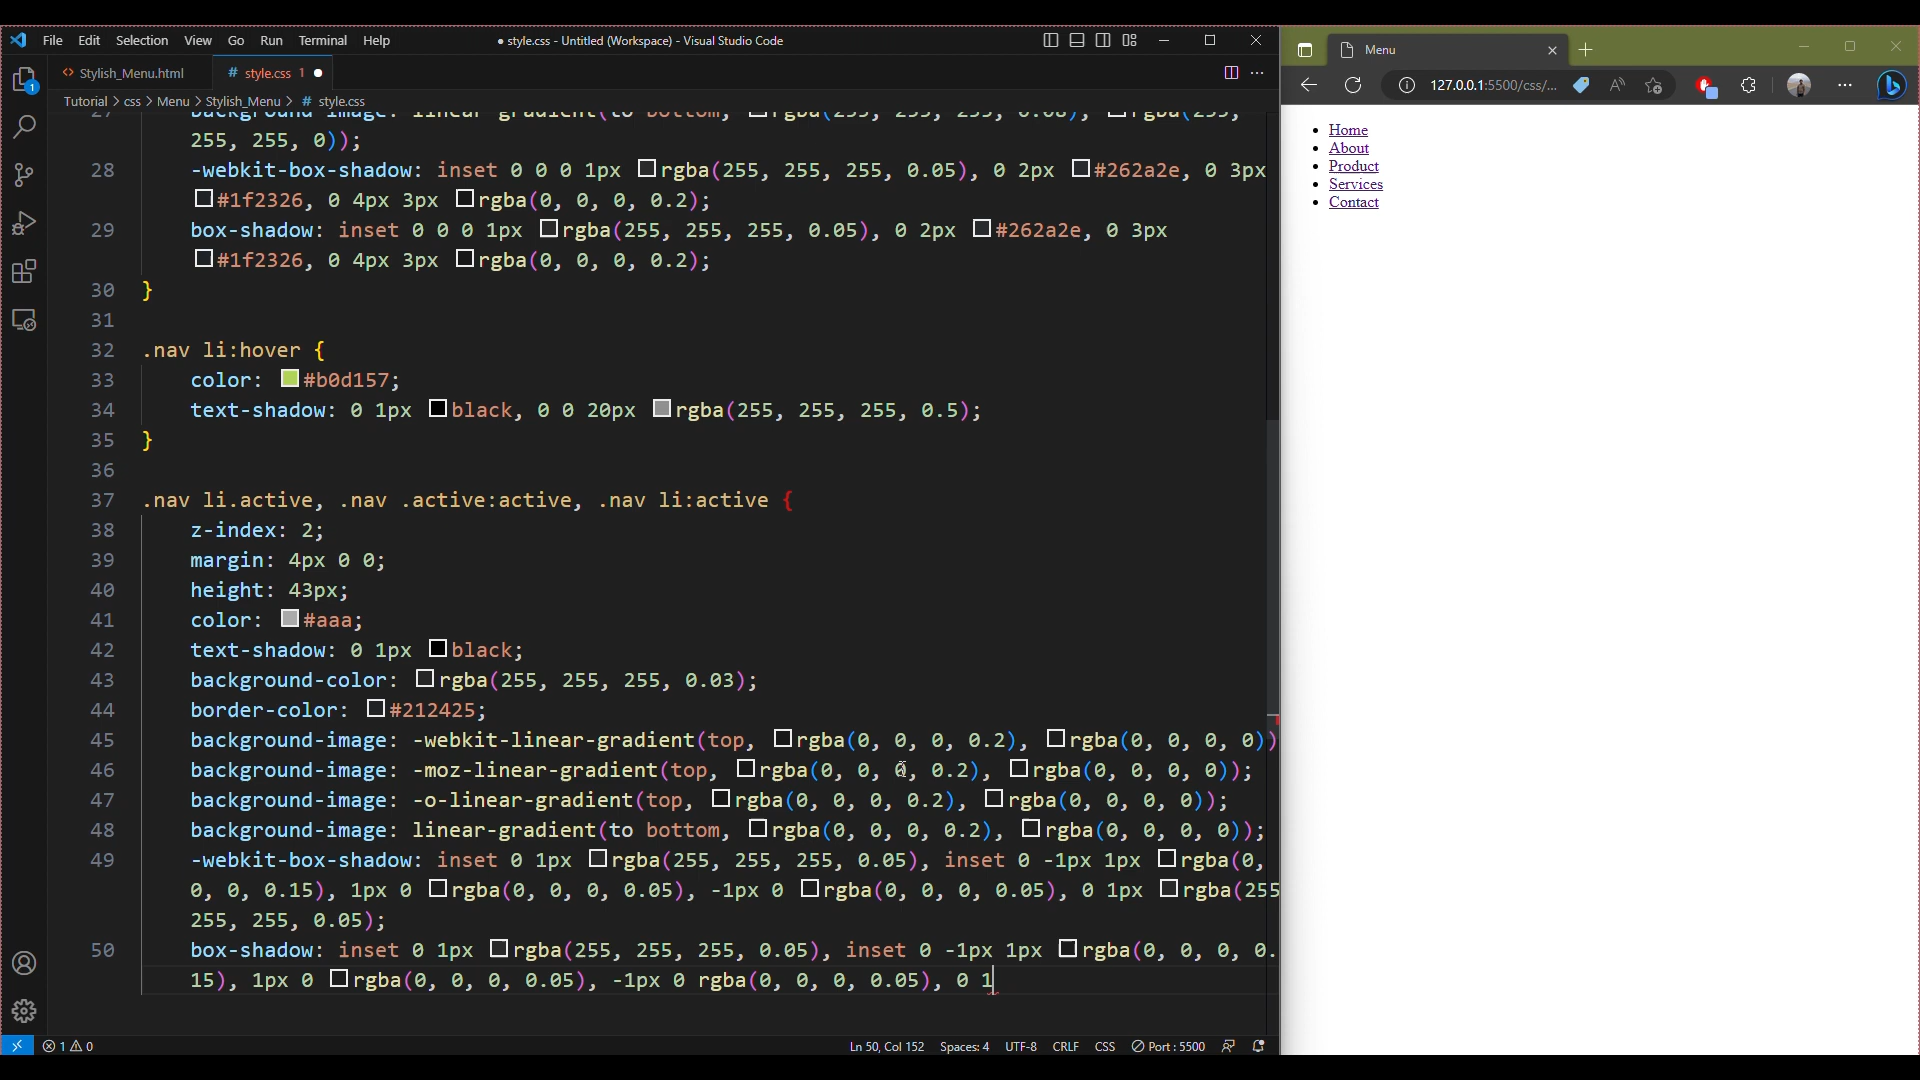 File Edit Selection View Go Run Terminal Help
● style.css - Untitled (Workspace) - Visual Studio Code
<> Stylish_Menu.html
# style.css 1 ●
Tutorial > css > Menu > Stylish_Menu > # style.css
27 background-image: linear-gradient(to bottom, rgba(255, 255, 255, 0.08), rgba(255,
255, 255, 0));
28 -webkit-box-shadow: inset 0 0 0 1px rgba(255, 255, 255, 0.05), 0 2px #262a2e, 0 3px
#1f2326, 0 4px 3px rgba(0, 0, 0, 0.2);
29 box-shadow: inset 0 0 0 1px rgba(255, 255, 255, 0.05), 0 2px #262a2e, 0 3px
#1f2326, 0 4px 3px rgba(0, 0, 0, 0.2);
30 }
31
32 .nav li:hover {
33 color: #b0d157;
34 text-shadow: 0 1px black, 0 0 20px rgba(255, 255, 255, 0.5);
35 }
36
37 .nav li.active, .nav .active:active, .nav li:active {
38 z-index: 2;
39 margin: 4px 0 0;
40 height: 43px;
41 color: #aaa;
42 text-shadow: 0 1px black;
43 background-color: rgba(255, 255, 255, 0.03);
44 border-color: #212425;
45 background-image: -webkit-linear-gradient(top, rgba(0, 0, 0, 0.2), rgba(0, 0, 0, 0))
46 background-image: -moz-linear-gradient(top, rgba(0, 0, 0, 0.2), rgba(0, 0, 0, 0));
47 background-image: -o-linear-gradient(top, rgba(0, 0, 0, 0.2), rgba(0, 0, 0, 0));
48 background-image: linear-gradient(to bottom, rgba(0, 0, 0, 0.2), rgba(0, 0, 0, 0));
49 -webkit-box-shadow: inset 0 1px rgba(255, 255, 255, 0.05), inset 0 -1px 1px rgba(0,
0, 0, 0.15), 1px 0 rgba(0, 0, 0, 0.05), -1px 0 rgba(0, 0, 0, 0.05), 0 1px rgba(255
255, 255, 0.05);
50 box-shadow: inset 0 1px rgba(255, 255, 255, 0.05), inset 0 -1px 1px rgba(0, 0, 0, 0.
15), 1px 0 rgba(0, 0, 0, 0.05), -1px 0 rgba(0, 0, 0, 0.05), 0 1
1 0
Ln 50, Col 152 Spaces: 4 UTF-8 CRLF CSS Port : 5500
Menu
127.0.0.1:5500/css/...
Home
About
Product
Services
Contact